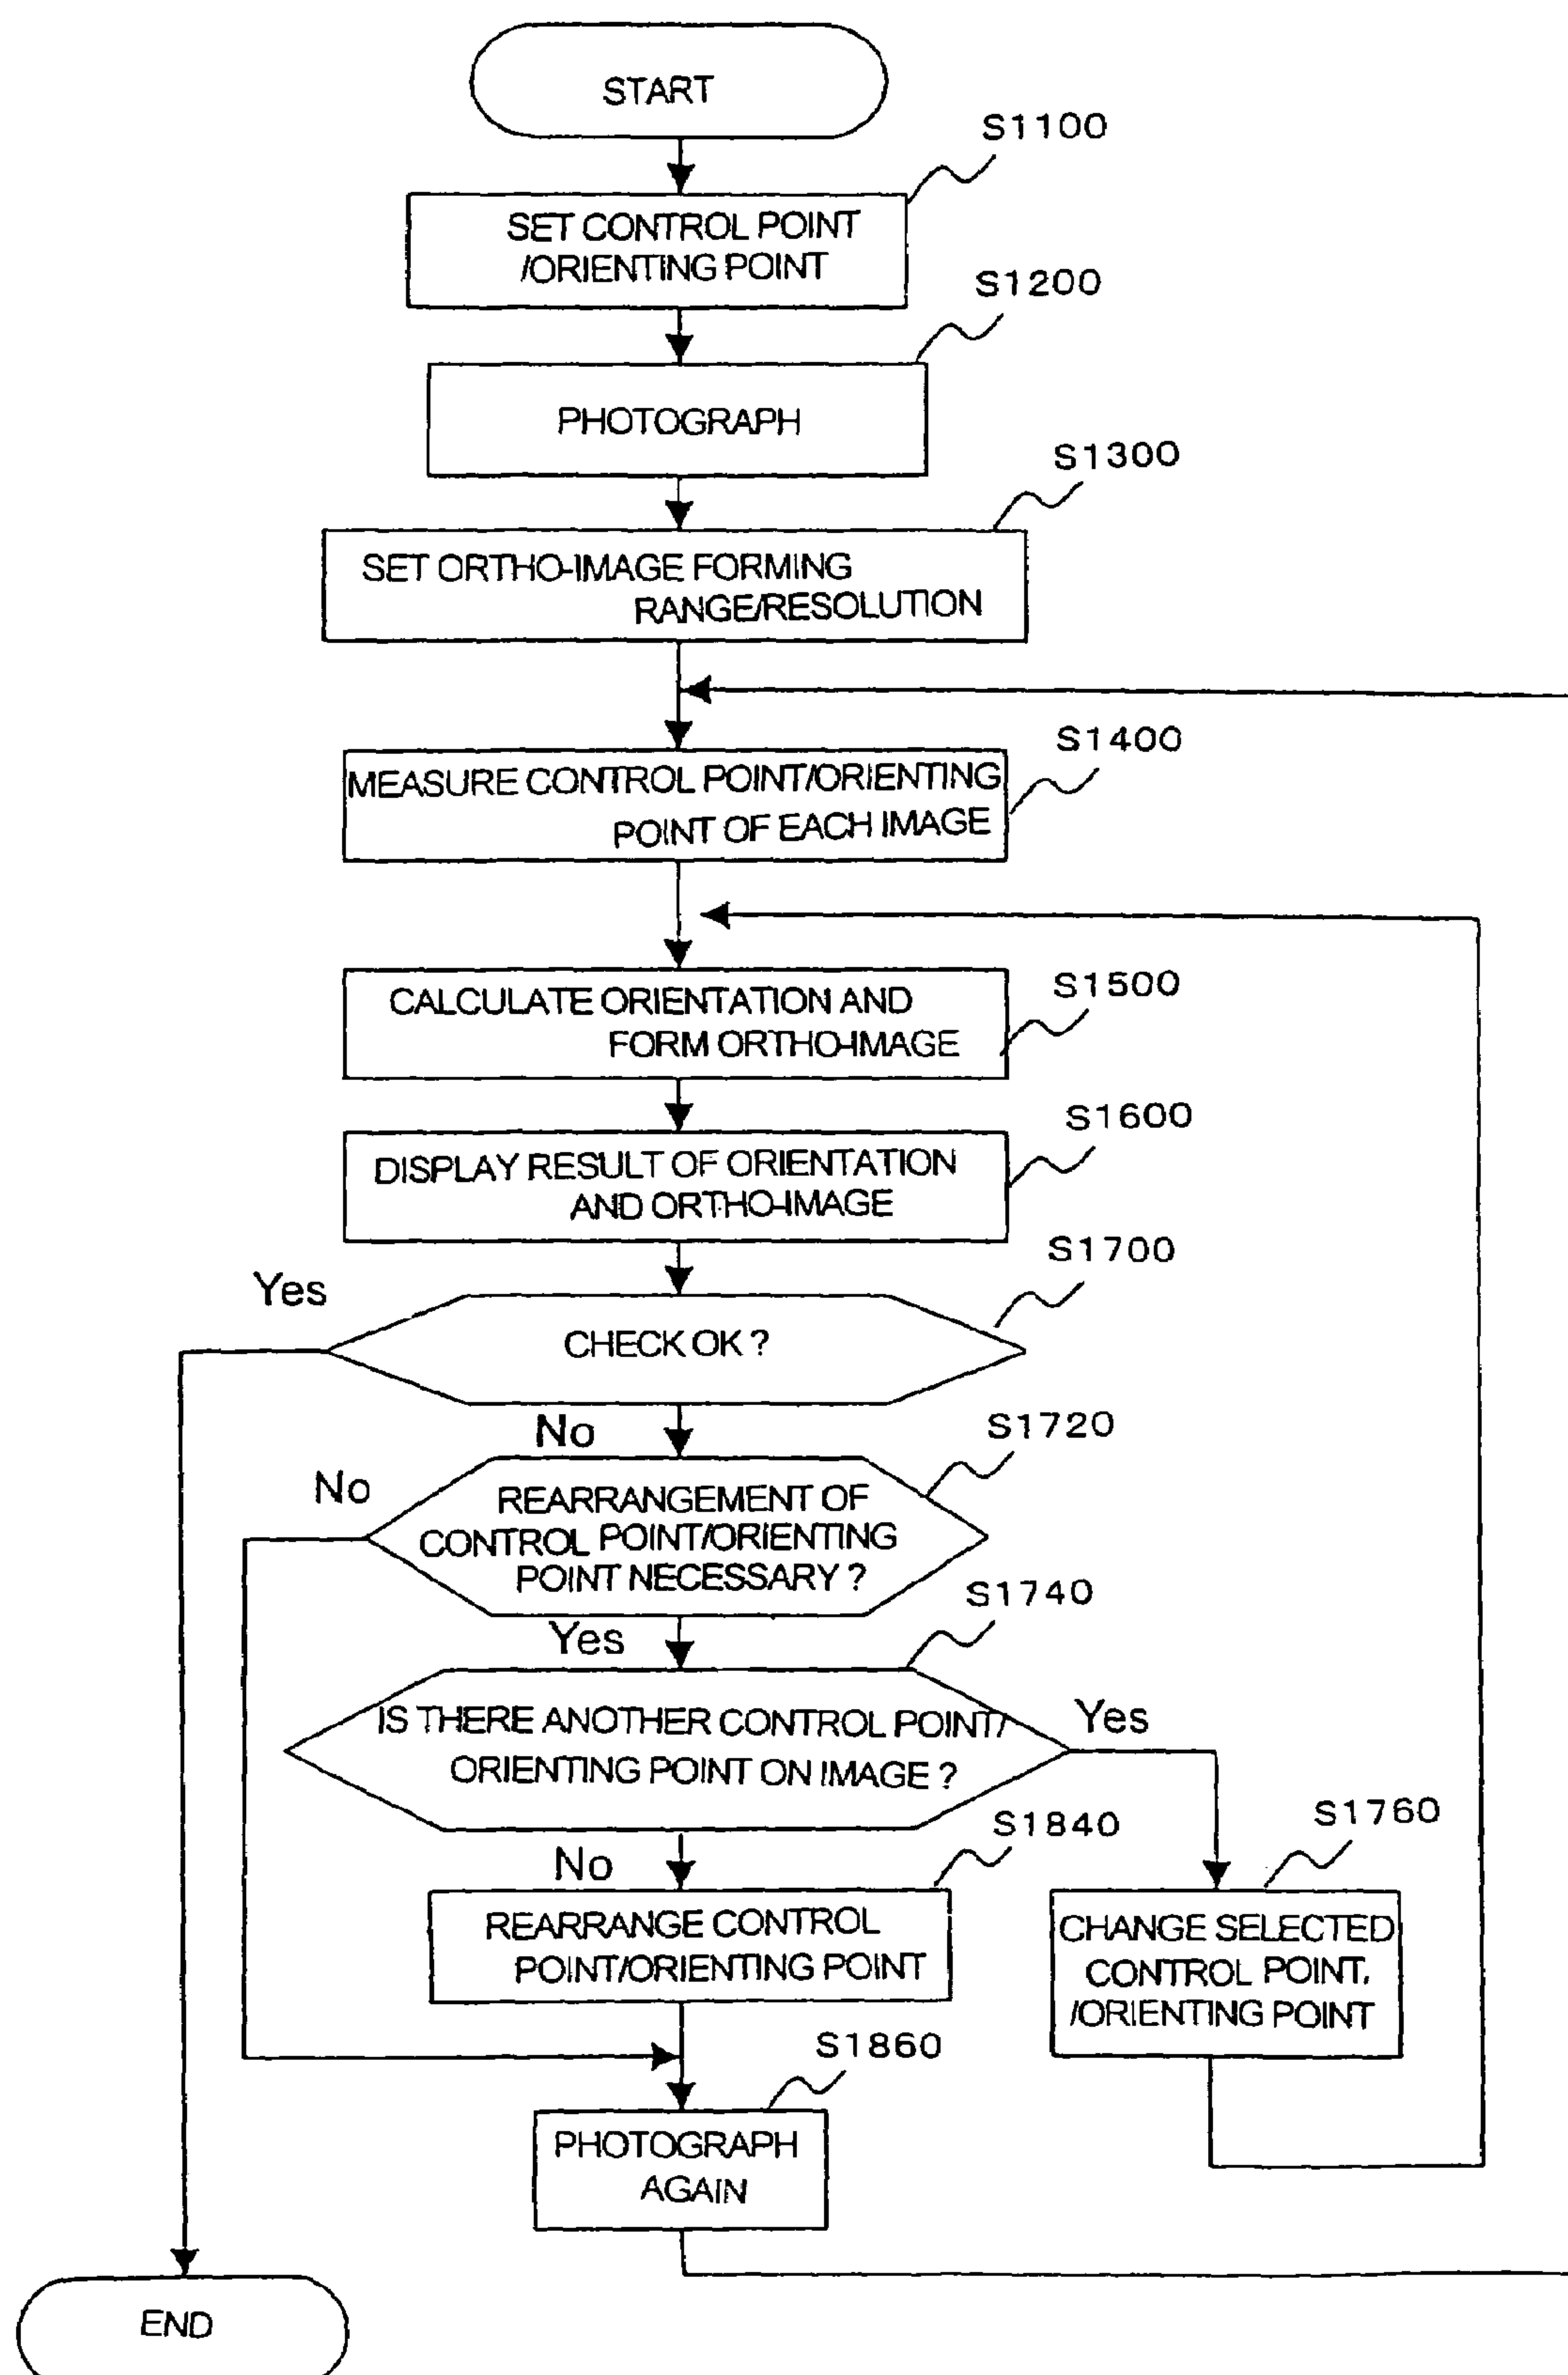 START
S1100
SET CONTROL POINT
/ORIENTING POINT
S1200
PHOTOGRAPH
S1300
SET ORTHO-IMAGE FORMING
RANGE/RESOLUTION
S1400
MEASURE CONTROL POINT/ORIENTING
POINT OF EACH IMAGE
S1500
CALCULATE ORIENTATION AND
FORM ORTHO-IMAGE
S1600
DISPLAY RESULT OF ORIENTATION
AND ORTHO-IMAGE
S1700
Yes
CHECK OK ?
No
S1720
No
REARRANGEMENT OF
CONTROL POINT/ORIENTING
POINT NECESSARY ?
S1740
Yes
IS THERE ANOTHER CONTROL POINT/
ORIENTING POINT ON IMAGE ?
Yes
S1840
No
REARRANGE CONTROL
POINT/ORIENTING POINT
S1760
CHANGE SELECTED
CONTROL POINT.
/ORIENTING POINT
S1860
PHOTOGRAPH
AGAIN
END